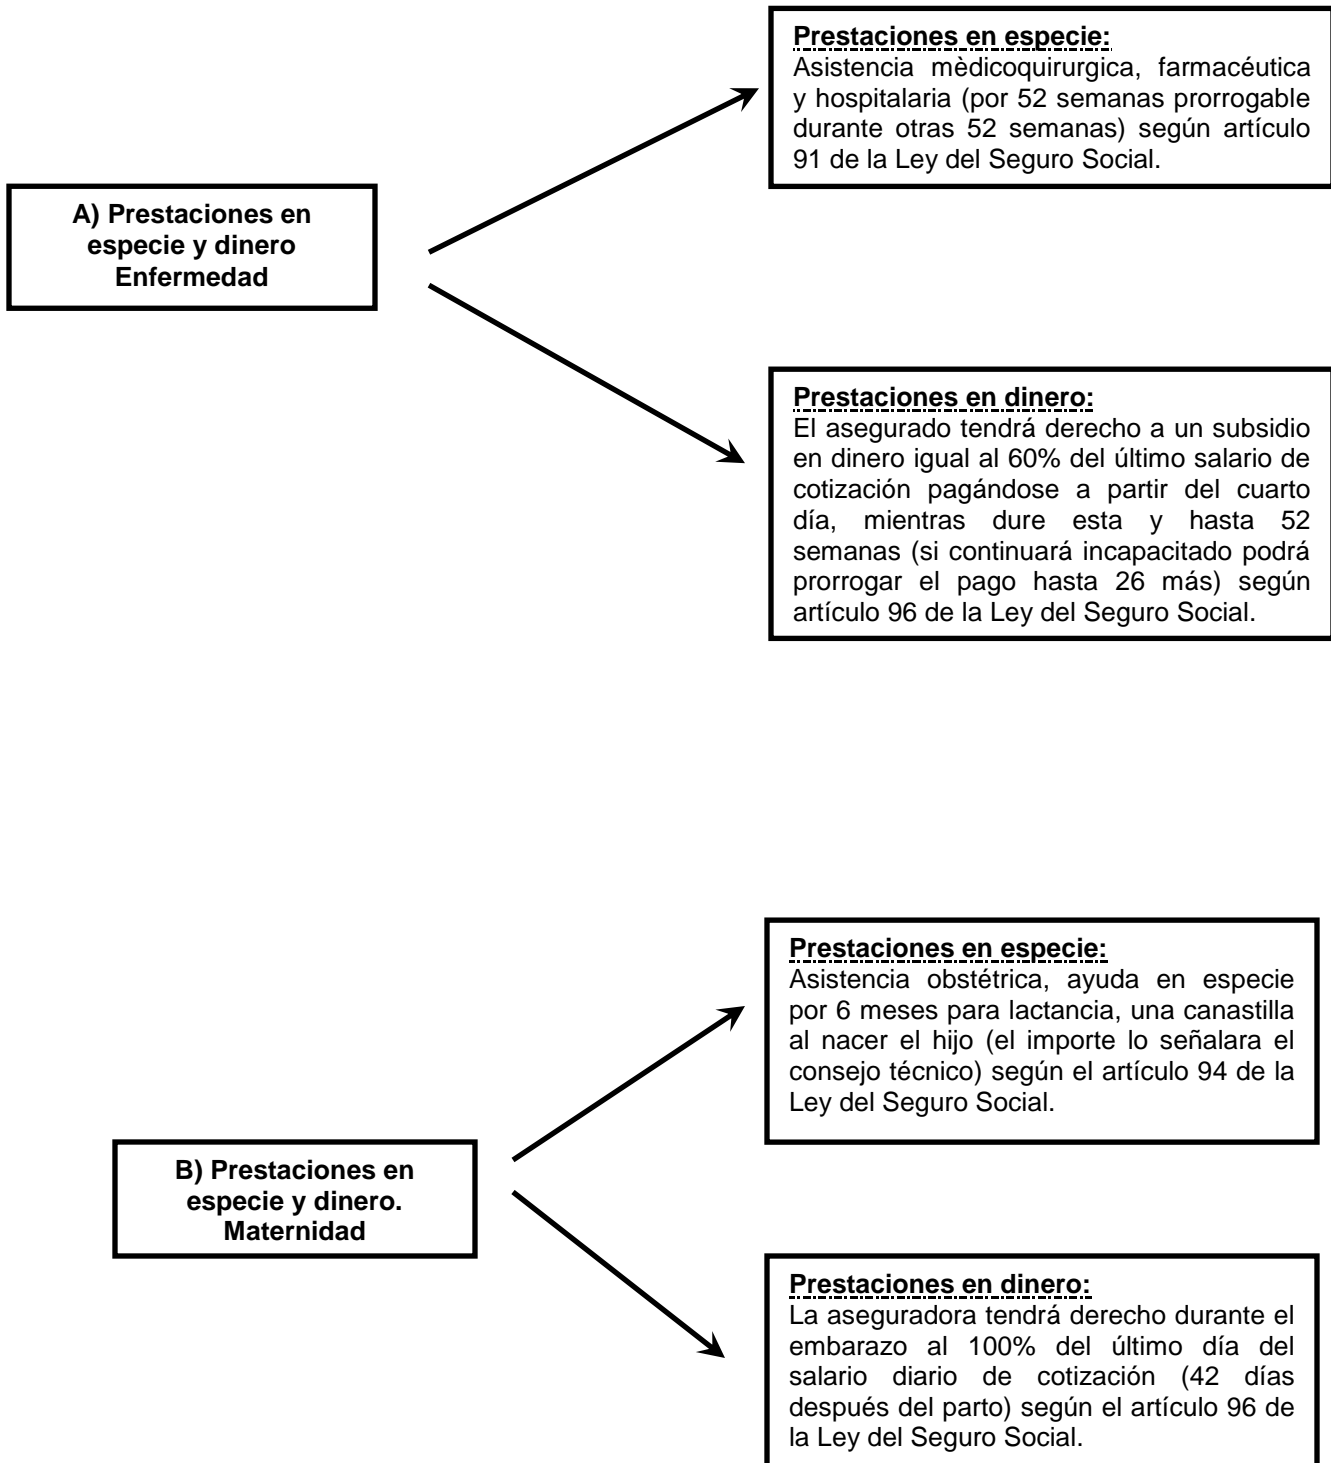 A) Prestaciones en
especie y dinero
Enfermedad
Prestaciones en especie:
Asistencia mèdicoquirurgica, farmacéutica
y hospitalaria (por 52 semanas prorrogable
durante otras 52 semanas) según artículo
91 de la Ley del Seguro Social.
Prestaciones en dinero:
El asegurado tendrá derecho a un subsidio
en dinero igual al 60% del último salario de
cotización pagándose a partir del cuarto
día, mientras dure esta y hasta 52
semanas (si continuará incapacitado podrá
prorrogar el pago hasta 26 más) según
artículo 96 de la Ley del Seguro Social.
B) Prestaciones en
especie y dinero.
Maternidad
Prestaciones en especie:
Asistencia obstétrica, ayuda en especie
por 6 meses para lactancia, una canastilla
al nacer el hijo (el importe lo señalara el
consejo técnico) según el artículo 94 de la
Ley del Seguro Social.
Prestaciones en dinero:
La aseguradora tendrá derecho durante el
embarazo al 100% del último día del
salario diario de cotización (42 días
después del parto) según el artículo 96 de
la Ley del Seguro Social.